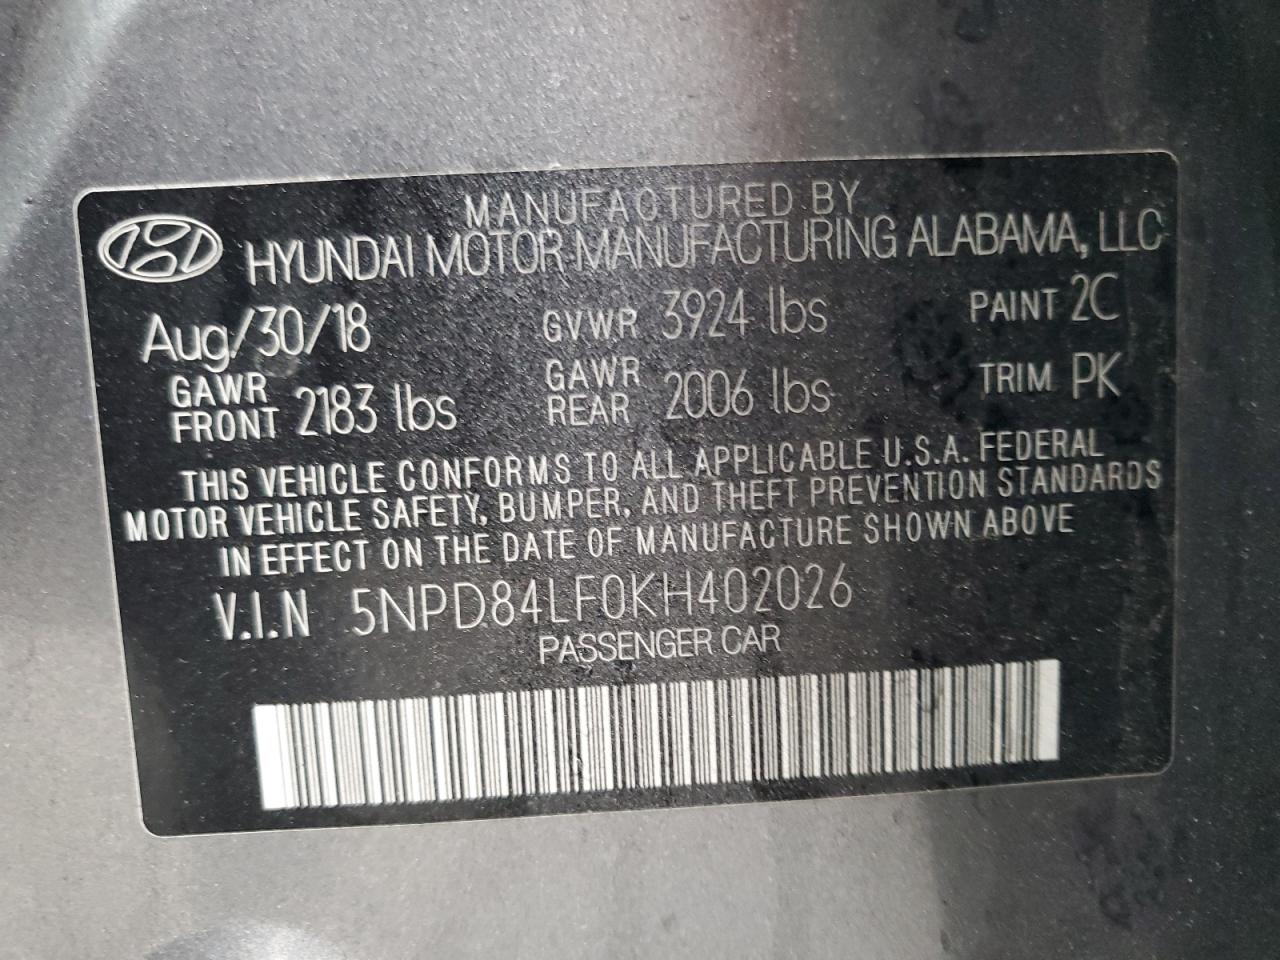 MANUFACTURED BY
HYUNDAI MOTOR MANUFACTURING ALABAMA, LLC
Aug/30/18 GVWR 3924 lbs PAINT 2C
GAWR FRONT 2183 lbs GAWR REAR 2006 lbs TRIM PK
THIS VEHICLE CONFORMS TO ALL APPLICABLE U.S.A. FEDERAL
MOTOR VEHICLE SAFETY, BUMPER, AND THEFT PREVENTION STANDARDS
IN EFFECT ON THE DATE OF MANUFACTURE SHOWN ABOVE
V.I.N 5NPD84LF0KH402026
PASSENGER CAR